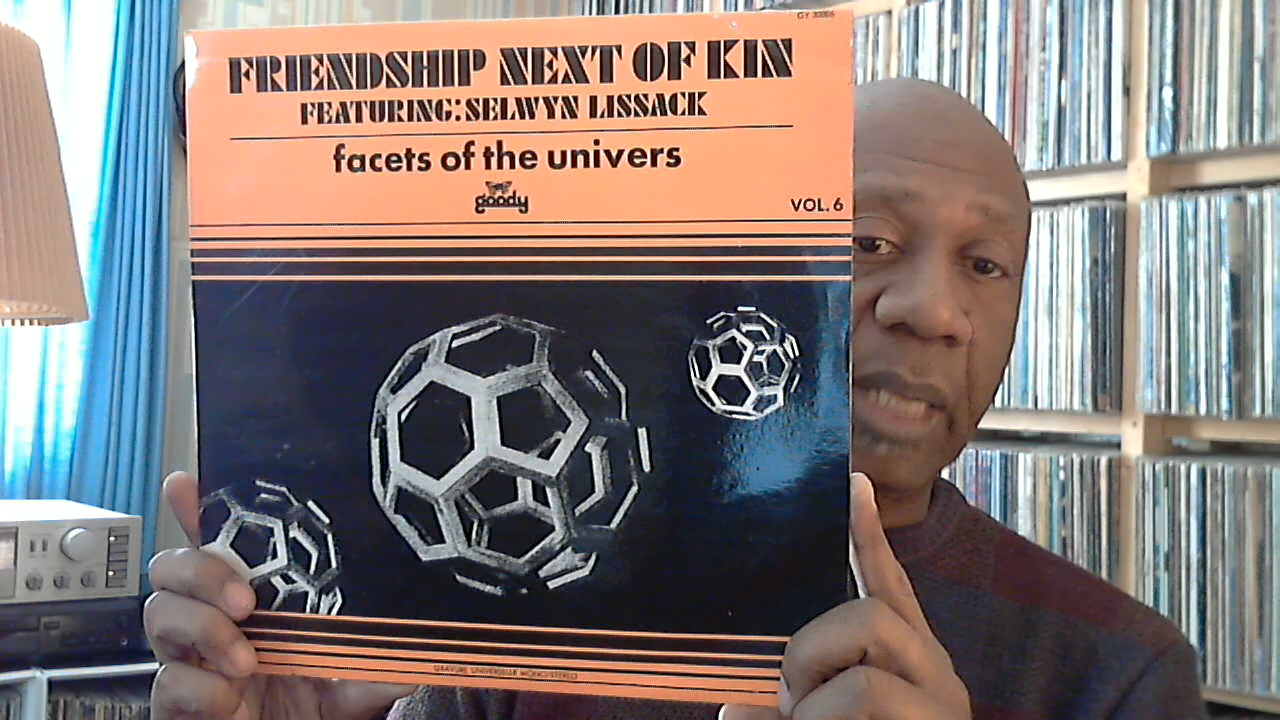 GY 30005
FRIENDSHIP NEXT OF KIN
FEATURING: SELWYN LISSACK
facets of the univers
goody
VOL. 6
GRAVURE UNIVERSELLE MONO/STEREO